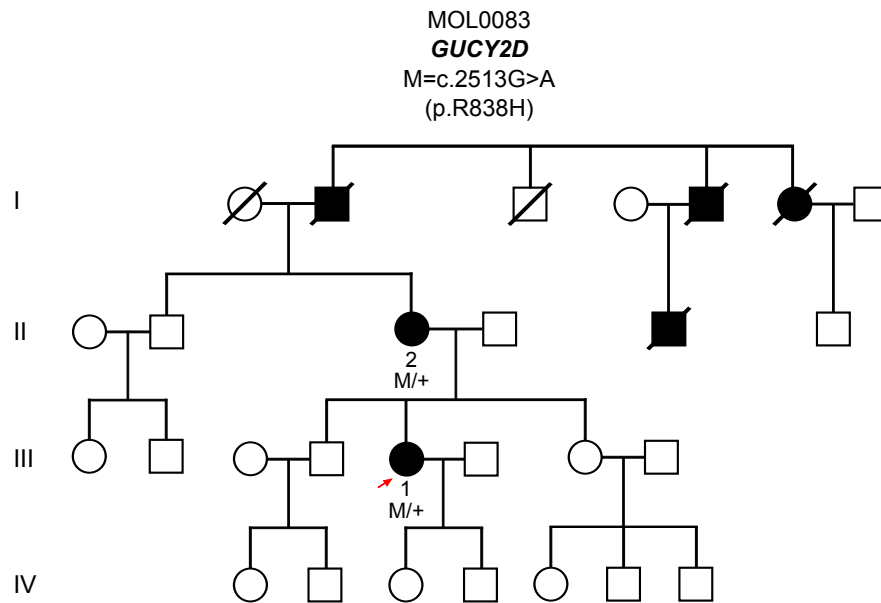 MOL0083
GUCY2D
M=c.2513G>A
(p.R838H)
I
II
2
M/+
III
1
M/+
IV